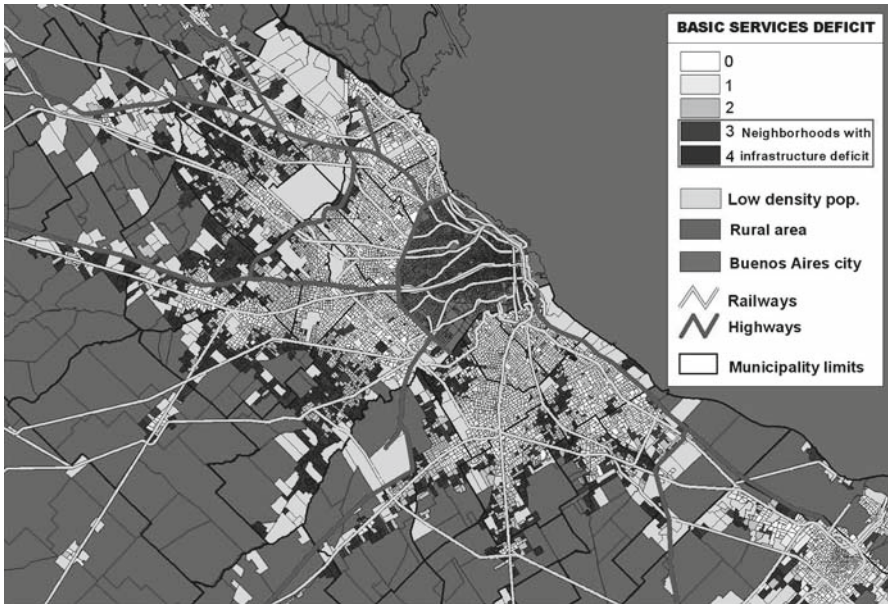 BASIC SERVICES DEFICIT
0
1
2
3 Neighborhoods with
4 infrastructure deficit
Low density pop.
Rural area
Buenos Aires city
Railways
Highways
Municipality limits